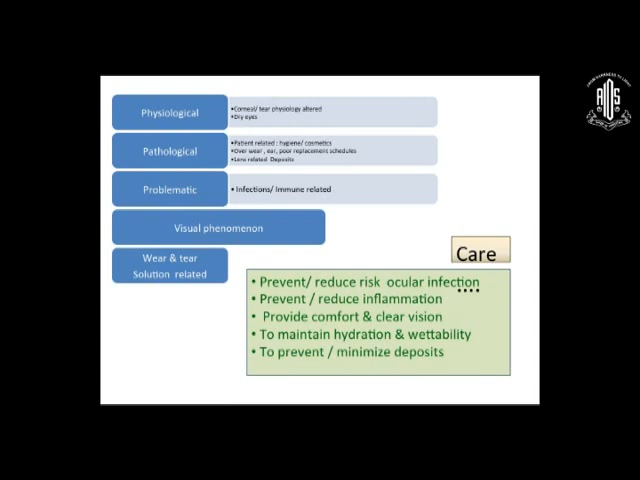 Physiological
•Corneal/ tear physiology altered
•Dry eyes
Pathological
•Patient related : hygiene/ cosmetics
•Over wear , ear, poor replacement schedules
•Lens related Deposits
Problematic
• Infections/ Immune related
Visual phenomenon
Wear & tear
Solution related
Care
....
• Prevent/ reduce risk ocular infection
• Prevent / reduce inflammation
• Provide comfort & clear vision
• To maintain hydration & wettability
• To prevent / minimize deposits